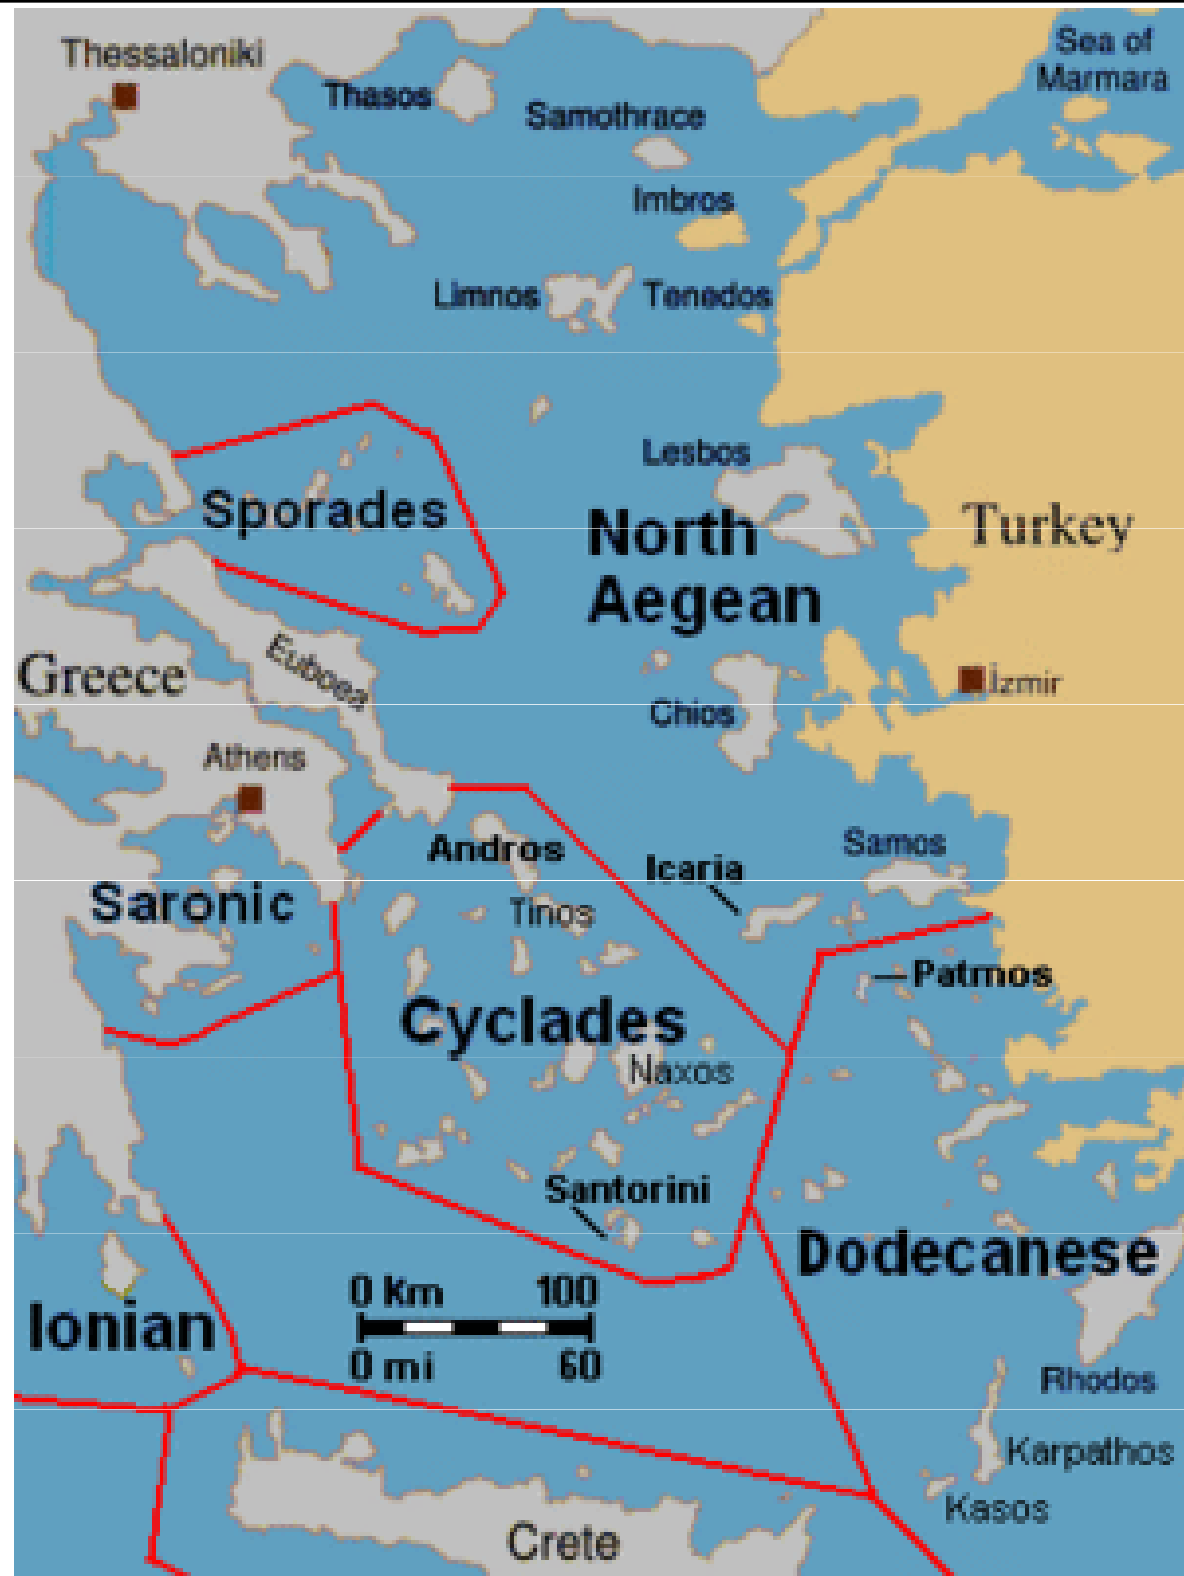 Thessaloniki
Sea of
Marmara
Thasos
Samothrace
Imbros
Limnos
Tenedos
Lesbos
Sporades
North
Aegean
Turkey
Euboea
Greece
İzmir
Chios
Athens
Andros
Samos
Icaria
Saronic
Tinos
Patmos
Cyclades
Naxos
Santorini
Dodecanese
0 Km 100
Ionian
0 mi 60
Rhodos
Karpathos
Kasos
Crete